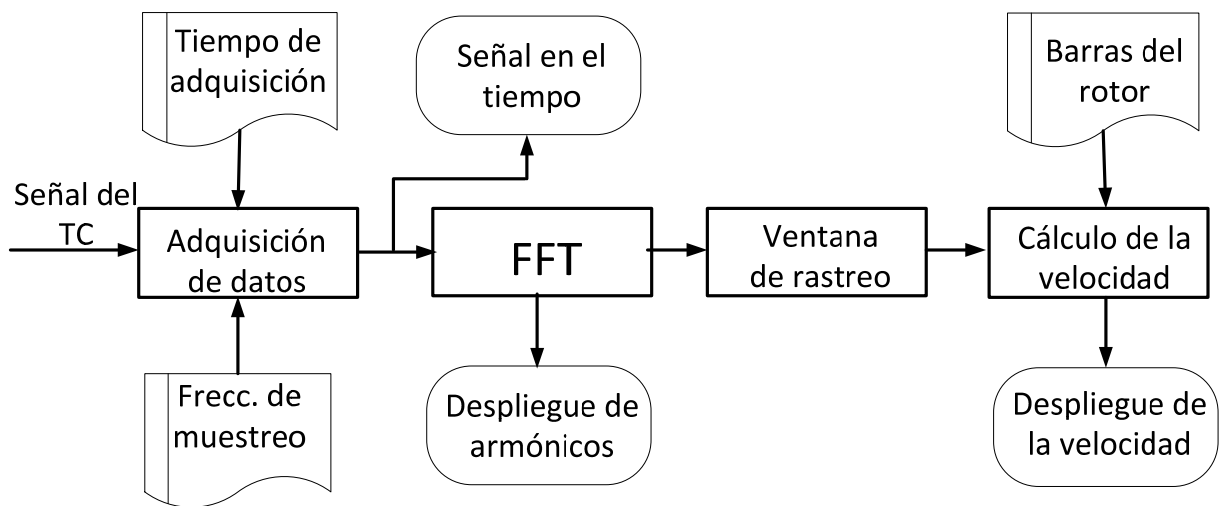 Tiempo de
adquisición
Señal en el
tiempo
Barras del
rotor
Señal del
TC
Adquisición
de datos
FFT
Ventana
de rastreo
Cálculo de la
velocidad
Frecc. de
muestreo
Despliegue de
armónicos
Despliegue de
la velocidad